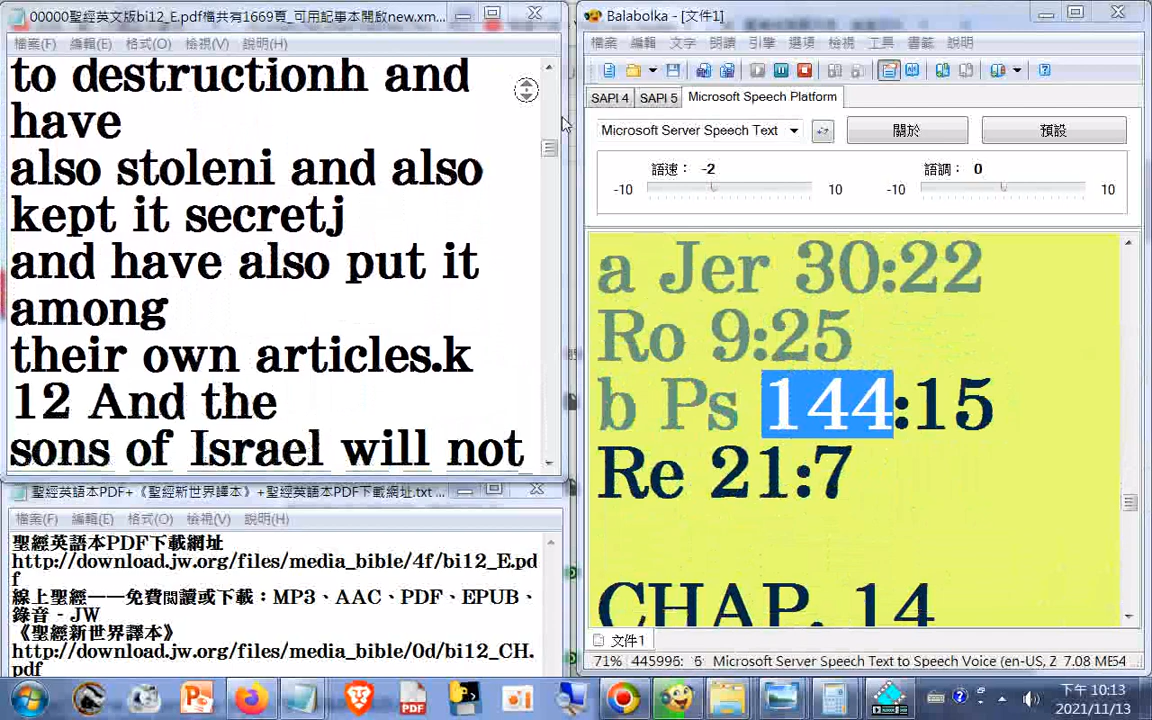 00000聖經英文版bi12_E.pdf檔共有1669頁_可用記事本開啟new.xm...
檔案(F) 編輯(E) 格式(O) 檢視(V) 說明(H)
to destructionh and
have
also stoleni and also
kept it secretj
and have also put it
among
their own articles.k
12 And the
sons of Israel will not
聖經英語本PDF+《聖經新世界譯本》+聖經英語本PDF下載網址.txt ...
檔案(F) 編輯(E) 格式(O) 檢視(V) 說明(H)
聖經英語本PDF下載網址
http://download.jw.org/files/media_bible/4f/bi12_E.pd
f
線上聖經——免費閱讀或下載：MP3、AAC、PDF、EPUB、
錄音 - JW
《聖經新世界譯本》
http://download.jw.org/files/media_bible/0d/bi12_CH.
pdf
Balabolka - [文件1]
檔案 編輯 文字 朗讀 引擎 選項 檢視 工具 書籤 說明
SAPI 4 SAPI 5 Microsoft Speech Platform
Microsoft Server Speech Text 關於 預設
語速： -2 語調： 0
-10 10 -10 10
a Jer 30:22
Ro 9:25
b Ps 144:15
Re 21:7
CHAP. 14
文件1
71% 445996: 6 Microsoft Server Speech Text to Speech Voice (en-US, Z 7.08 ME54
下午 10:13
2021/11/13